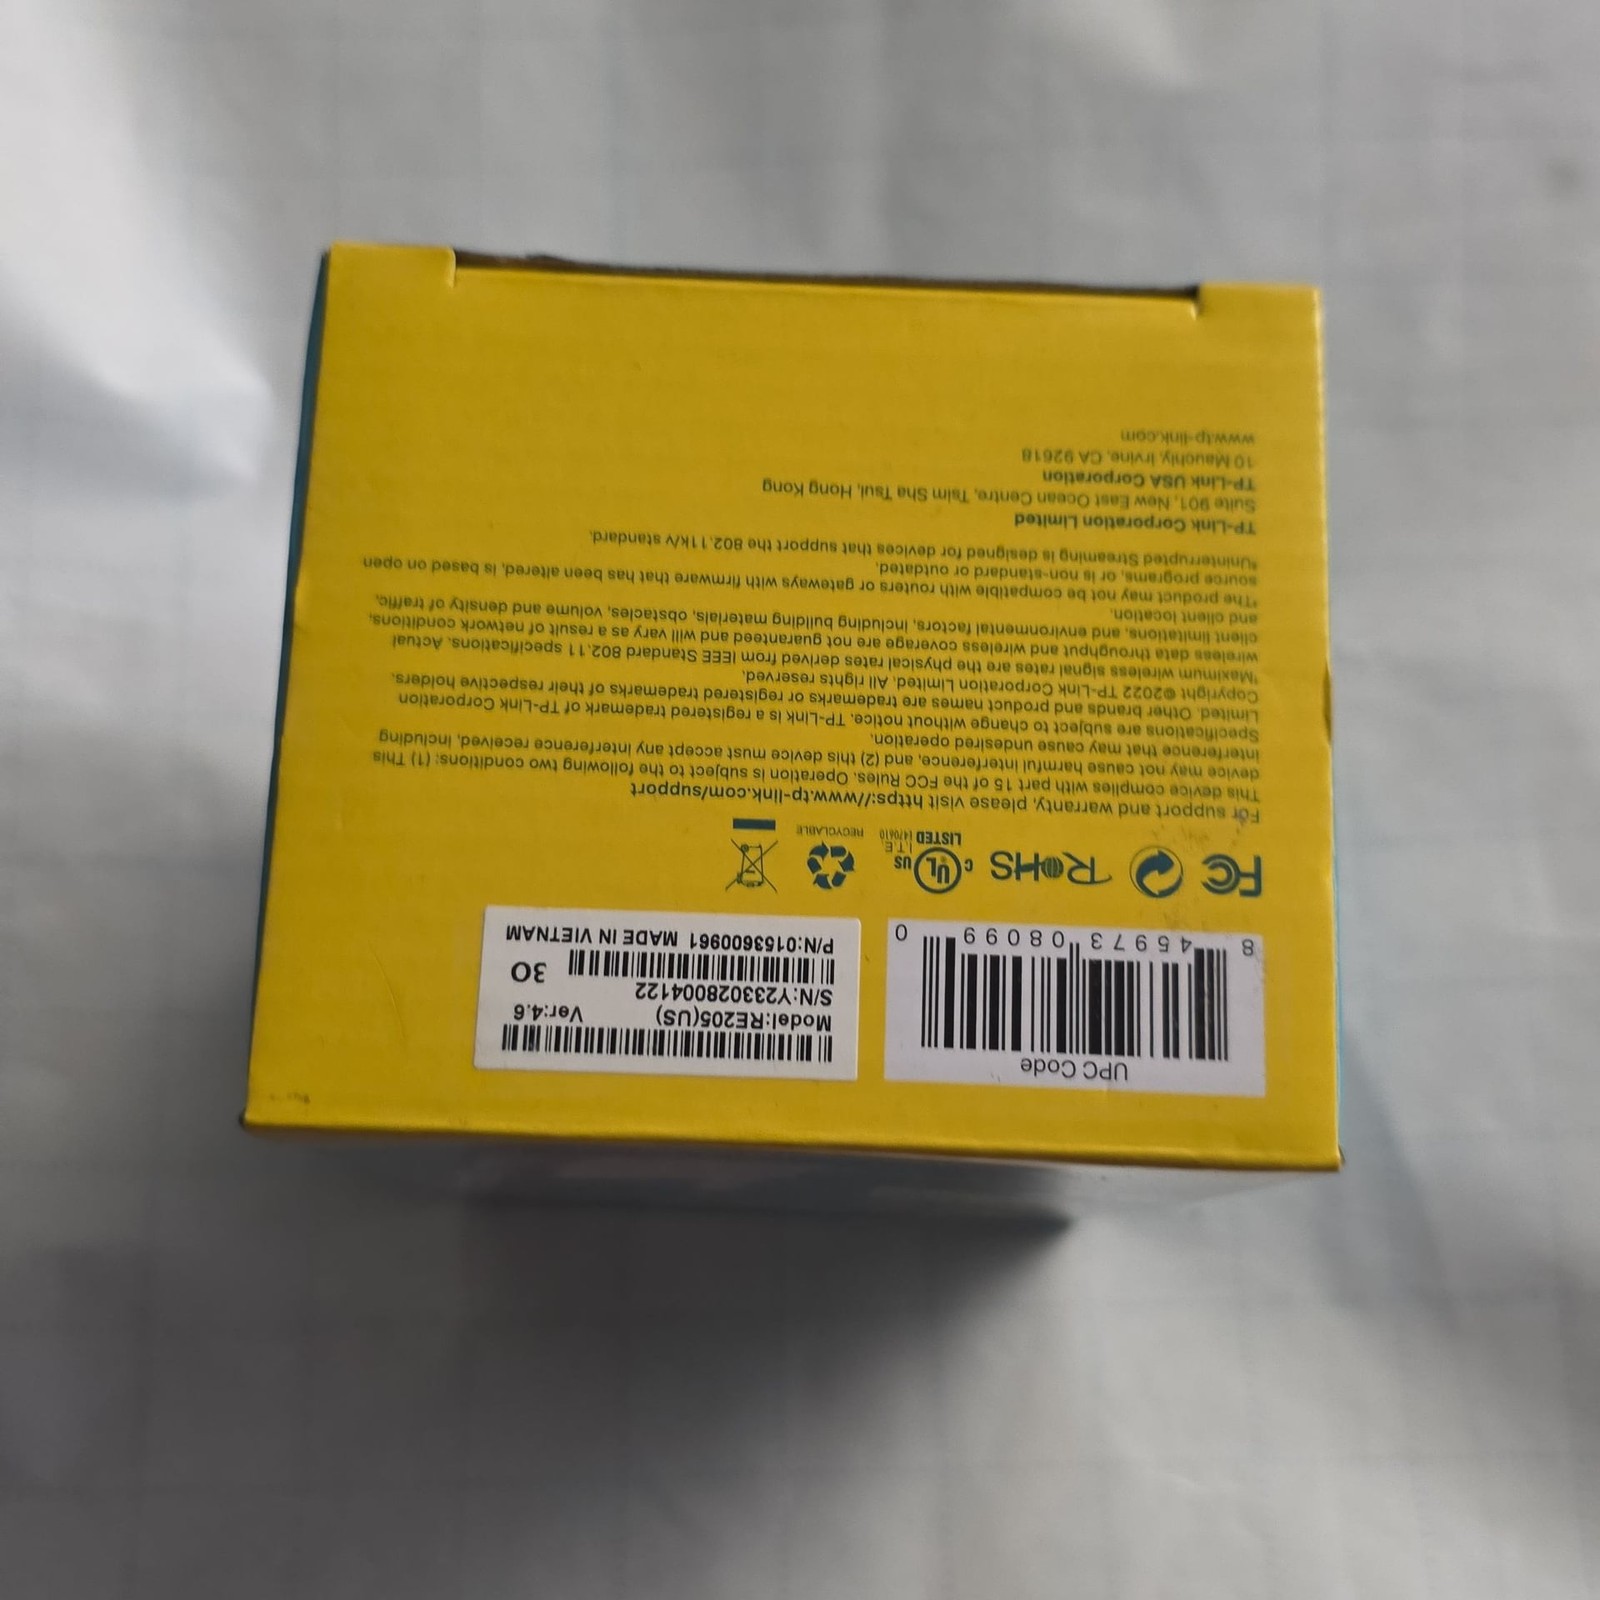 UPC Code
8 45973 08099 0
Model:RE205(US) Ver:4.6
S/N:Y233028004122
3O
P/N:0153600961 MADE IN VIETNAM
FC
RoHS
C UL US
LISTED
I.T.E.
RECYCLABLE
For support and warranty, please visit https://www.tp-link.com/support
This device complies with part 15 of the FCC Rules. Operation is subject to the following two conditions: (1) This
device may not cause harmful interference, and (2) this device must accept any interference received, including
interference that may cause undesired operation.
Specifications are subject to change without notice. TP-Link is a registered trademark of TP-Link Corporation
Limited. Other brands and product names are trademarks or registered trademarks of their respective holders.
Copyright ©2022 TP-Link Corporation Limited. All rights reserved.
Maximum wireless signal rates are the physical rates derived from IEEE Standard 802.11 specifications. Actual
wireless data throughput and wireless coverage are not guaranteed and will vary as a result of network conditions,
client limitations, and environmental factors, including building materials, obstacles, volume and density of traffic,
and client location.
The product may not be compatible with routers or gateways with firmware that has been altered, is based on open
source programs, or is non-standard or outdated.
Uninterrupted Streaming is designed for devices that support the 802.11k/v standard.
TP-Link Corporation Limited
Suite 901, New East Ocean Centre, Tsim Sha Tsui, Hong Kong
TP-Link USA Corporation
10 Mauchly, Irvine, CA 92618
www.tp-link.com